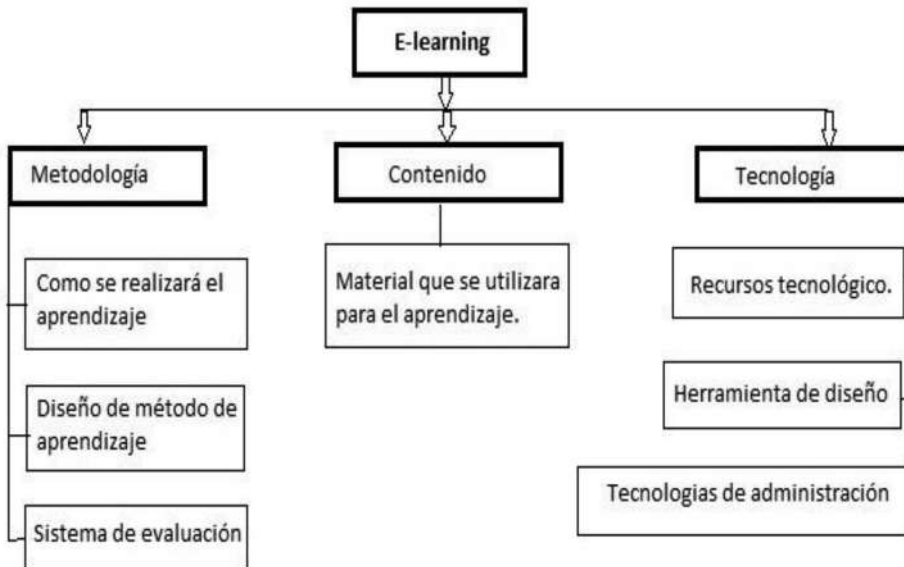 E-learning
Metodología
Contenido
Tecnología
Como se realizará el
aprendizaje
Material que se utilizara
para el aprendizaje.
Recursos tecnológico.
Diseño de método de
aprendizaje
Herramienta de diseño
Sistema de evaluación
Tecnologias de administración